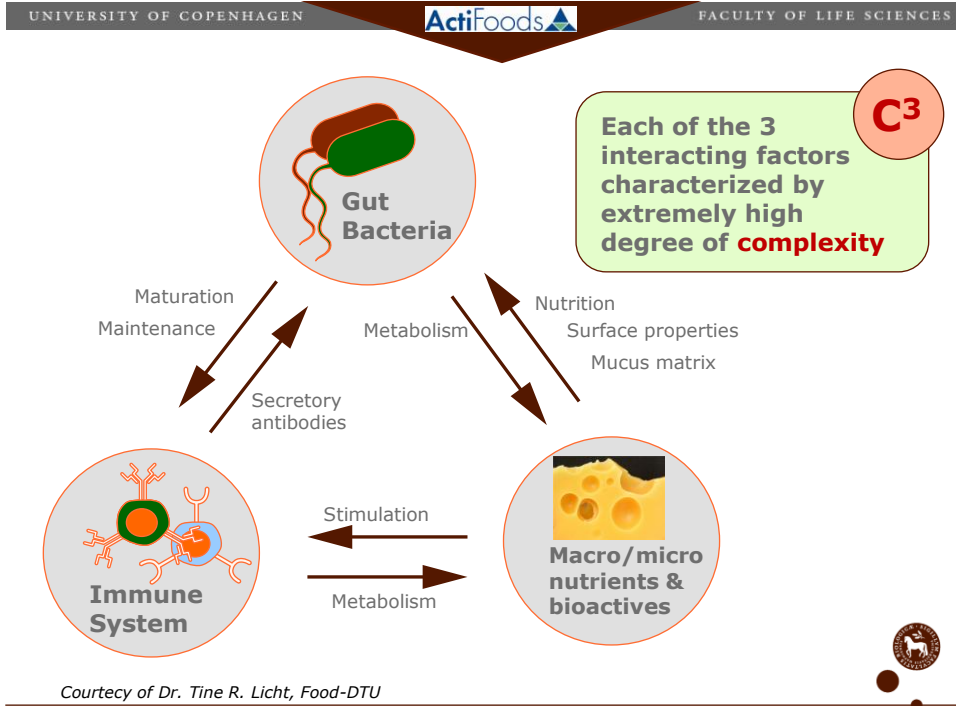 UNIVERSITY OF COPENHAGEN
ActiFoods
FACULTY OF LIFE SCIENCES
C³
Each of the 3
interacting factors
characterized by
extremely high
degree of complexity
Gut
Bacteria
Maturation
Maintenance
Secretory
antibodies
Metabolism
Nutrition
Surface properties
Mucus matrix
Stimulation
Metabolism
Immune
System
Macro/micro
nutrients &
bioactives
Courtecy of Dr. Tine R. Licht, Food-DTU